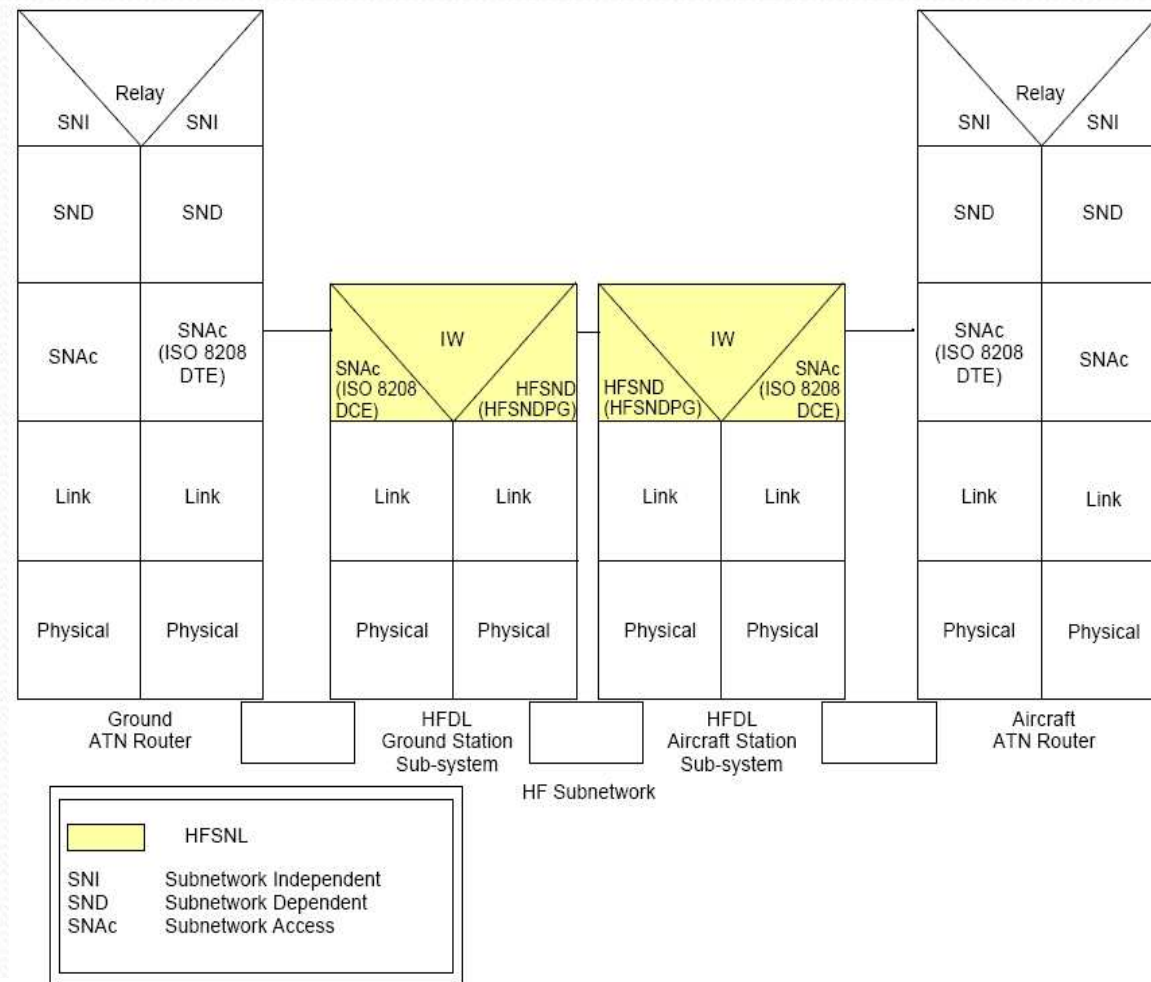 Relay
SNI
SNI
SND
SND
SNAc
SNAc
(ISO 8208
DTE)
Link
Link
Physical
Physical
Ground
ATN Router
IW
SNAc
(ISO 8208
DCE)
HFSND
(HFSNDPG)
Link
Link
Physical
Physical
HFDL
Ground Station
Sub-system
IW
HFSND
(HFSNDPG)
SNAc
(ISO 8208
DCE)
Link
Link
Physical
Physical
HFDL
Aircraft Station
Sub-system
Relay
SNI
SNI
SND
SND
SNAc
(ISO 8208
DTE)
SNAc
Link
Link
Physical
Physical
Aircraft
ATN Router
HF Subnetwork
HFSNL
SNI Subnetwork Independent
SND Subnetwork Dependent
SNAc Subnetwork Access